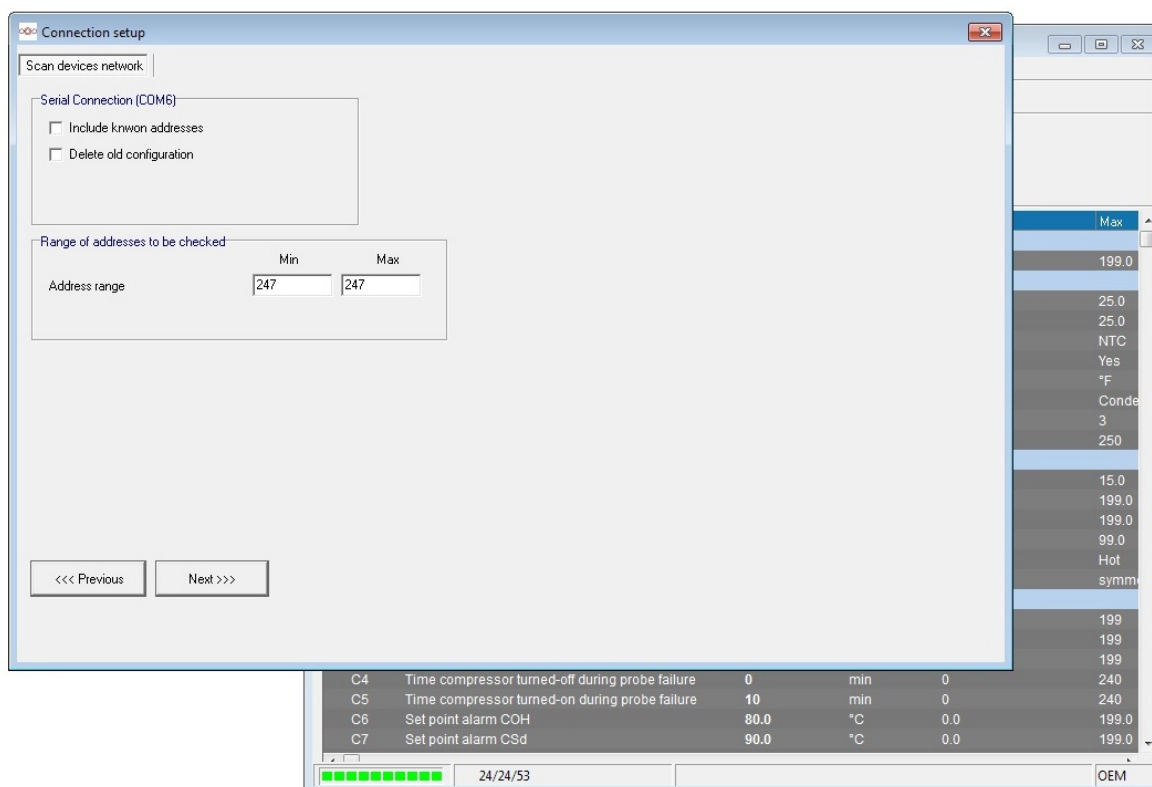 Connection setup
Scan devices network
Serial Connection (COM6)
Include knwon addresses
Delete old configuration
Range of addresses to be checked
Min Max
Address range 247 247
<<< Previous Next >>>
Max
199.0
25.0
25.0
NTC
Yes
°F
Conde
3
250
15.0
199.0
199.0
99.0
Hot
symm
199
199
199
C4 Time compressor turned-off during probe failure 0 min 0 240
C5 Time compressor turned-on during probe failure 10 min 0 240
C6 Set point alarm COH 80.0 °C 0.0 199.0
C7 Set point alarm CSd 90.0 °C 0.0 199.0
24/24/53 OEM